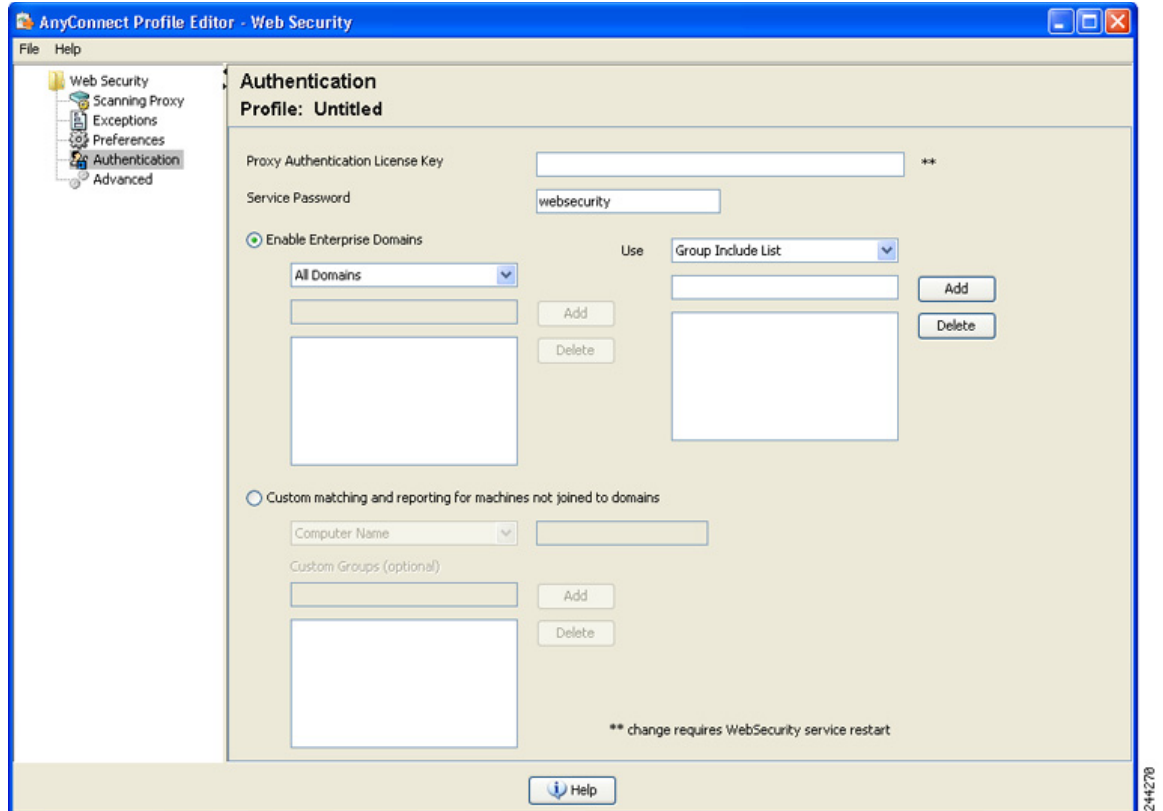 AnyConnect Profile Editor - Web Security
File Help
Web Security
Scanning Proxy
Exceptions
Preferences
Authentication
Advanced
Authentication
Profile: Untitled
Proxy Authentication License Key
**
Service Password
websecurity
Enable Enterprise Domains
Use
Group Include List
All Domains
Add
Add
Delete
Delete
Custom matching and reporting for machines not joined to domains
Computer Name
Custom Groups (optional)
Add
Delete
** change requires WebSecurity service restart
Help
244270